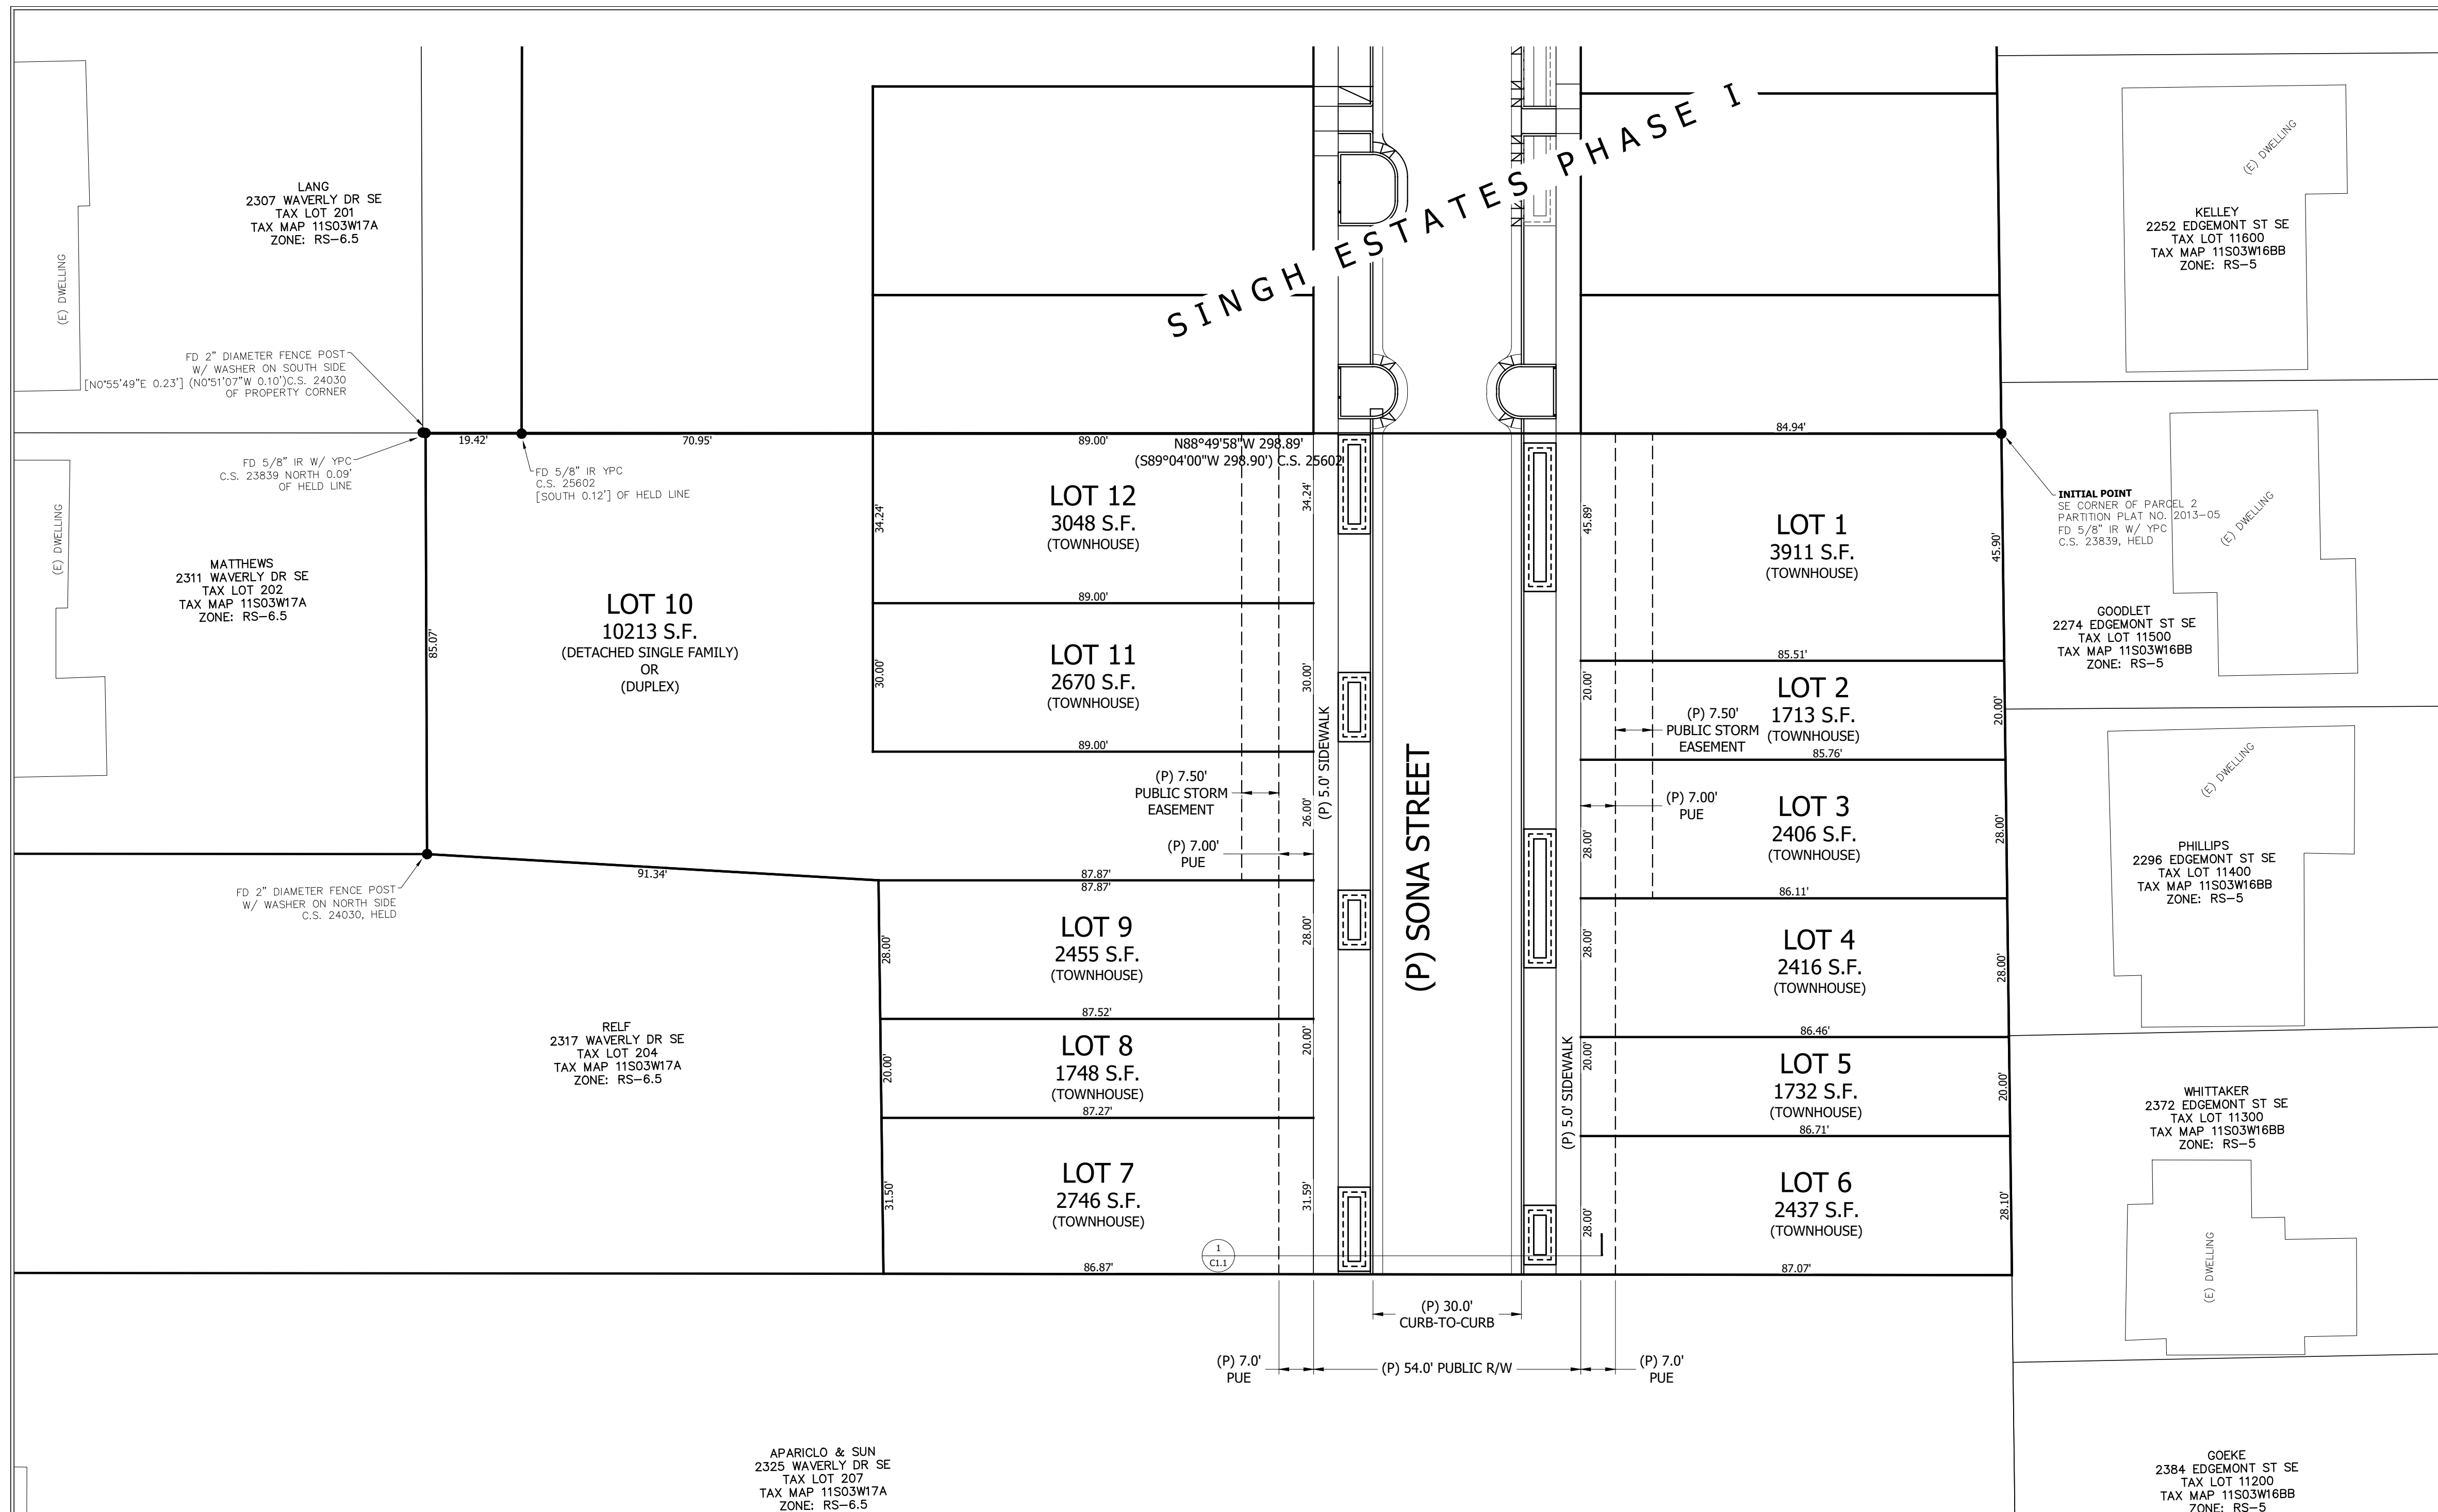 SINGH ESTATES PHASE I
LANG
2307 WAVERLY DR SE
TAX LOT 201
TAX MAP 11S03W17A
ZONE: RS-6.5
(E) DWELLING
FD 2" DIAMETER FENCE POST
W/ WASHER ON SOUTH SIDE
[N0°55'49"E 0.23'] (N0°51'07"W 0.10')C.S. 24030
OF PROPERTY CORNER
KELLEY
2252 EDGEMONT ST SE
TAX LOT 11600
TAX MAP 11S03W16BB
ZONE: RS-5
(E) DWELLING
19.42'
70.95'
89.00'
N88°49'58"W 298.89'
(S89°04'00"W 298.90') C.S. 25602
84.94'
FD 5/8" IR W/ YPC
C.S. 23839 NORTH 0.09'
OF HELD LINE
FD 5/8" IR YPC
C.S. 25602
[SOUTH 0.12'] OF HELD LINE
INITIAL POINT
SE CORNER OF PARCEL 2
PARTITION PLAT NO. 2013-05
FD 5/8" IR W/ YPC
C.S. 23839, HELD
(E) DWELLING
GOODLET
2274 EDGEMONT ST SE
TAX LOT 11500
TAX MAP 11S03W16BB
ZONE: RS-5
(E) DWELLING
MATTHEWS
2311 WAVERLY DR SE
TAX LOT 202
TAX MAP 11S03W17A
ZONE: RS-6.5
85.07'
LOT 10
10213 S.F.
(DETACHED SINGLE FAMILY)
OR
(DUPLEX)
34.24'
LOT 12
3048 S.F.
(TOWNHOUSE)
34.24'
89.00'
30.00'
LOT 11
2670 S.F.
(TOWNHOUSE)
30.00'
89.00'
(P) 7.50'
PUBLIC STORM
EASEMENT
26.00'
(P) 7.00'
PUE
(P) 5.0' SIDEWALK
(P) SONA STREET
45.89'
LOT 1
3911 S.F.
(TOWNHOUSE)
45.90'
85.51'
20.00'
LOT 2
1713 S.F.
(TOWNHOUSE)
20.00'
(P) 7.50'
PUBLIC STORM
EASEMENT
85.76'
(P) 7.00'
PUE
28.00'
LOT 3
2406 S.F.
(TOWNHOUSE)
28.00'
86.11'
PHILLIPS
2296 EDGEMONT ST SE
TAX LOT 11400
TAX MAP 11S03W16BB
ZONE: RS-5
(E) DWELLING
FD 2" DIAMETER FENCE POST
W/ WASHER ON NORTH SIDE
C.S. 24030, HELD
91.34'
87.87'
87.87'
28.00'
LOT 9
2455 S.F.
(TOWNHOUSE)
28.00'
87.52'
28.00'
LOT 4
2416 S.F.
(TOWNHOUSE)
28.00'
86.46'
RELF
2317 WAVERLY DR SE
TAX LOT 204
TAX MAP 11S03W17A
ZONE: RS-6.5
20.00'
LOT 8
1748 S.F.
(TOWNHOUSE)
20.00'
87.27'
(P) 5.0' SIDEWALK
20.00'
LOT 5
1732 S.F.
(TOWNHOUSE)
20.00'
86.71'
WHITTAKER
2372 EDGEMONT ST SE
TAX LOT 11300
TAX MAP 11S03W16BB
ZONE: RS-5
(E) DWELLING
31.50'
LOT 7
2746 S.F.
(TOWNHOUSE)
31.59'
86.87'
1
C1.1
28.00'
LOT 6
2437 S.F.
(TOWNHOUSE)
28.10'
87.07'
(P) 30.0'
CURB-TO-CURB
(P) 7.0'
PUE
(P) 54.0' PUBLIC R/W
(P) 7.0'
PUE
APARICLO & SUN
2325 WAVERLY DR SE
TAX LOT 207
TAX MAP 11S03W17A
ZONE: RS-6.5
GOEKE
2384 EDGEMONT ST SE
TAX LOT 11200
TAX MAP 11S03W16BB
ZONE: RS-5